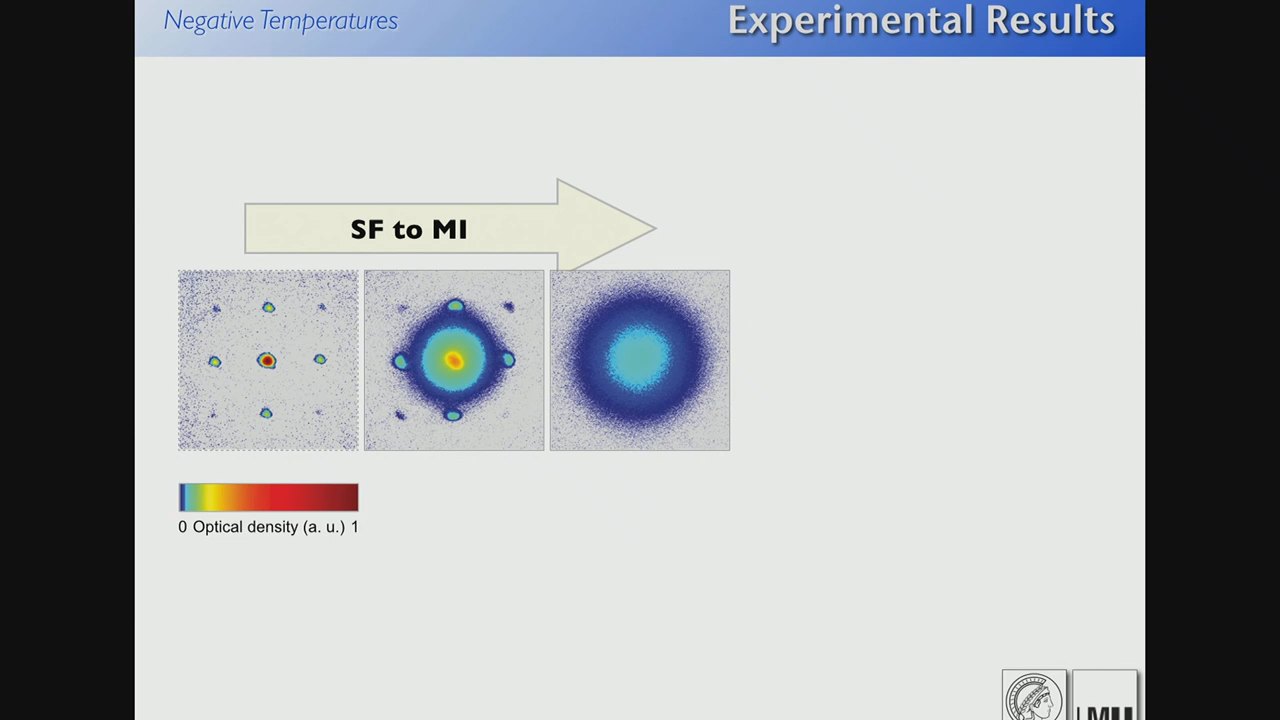 Negative Temperatures
Experimental Results
SF to MI
0 Optical density (a. u.) 1
LMU